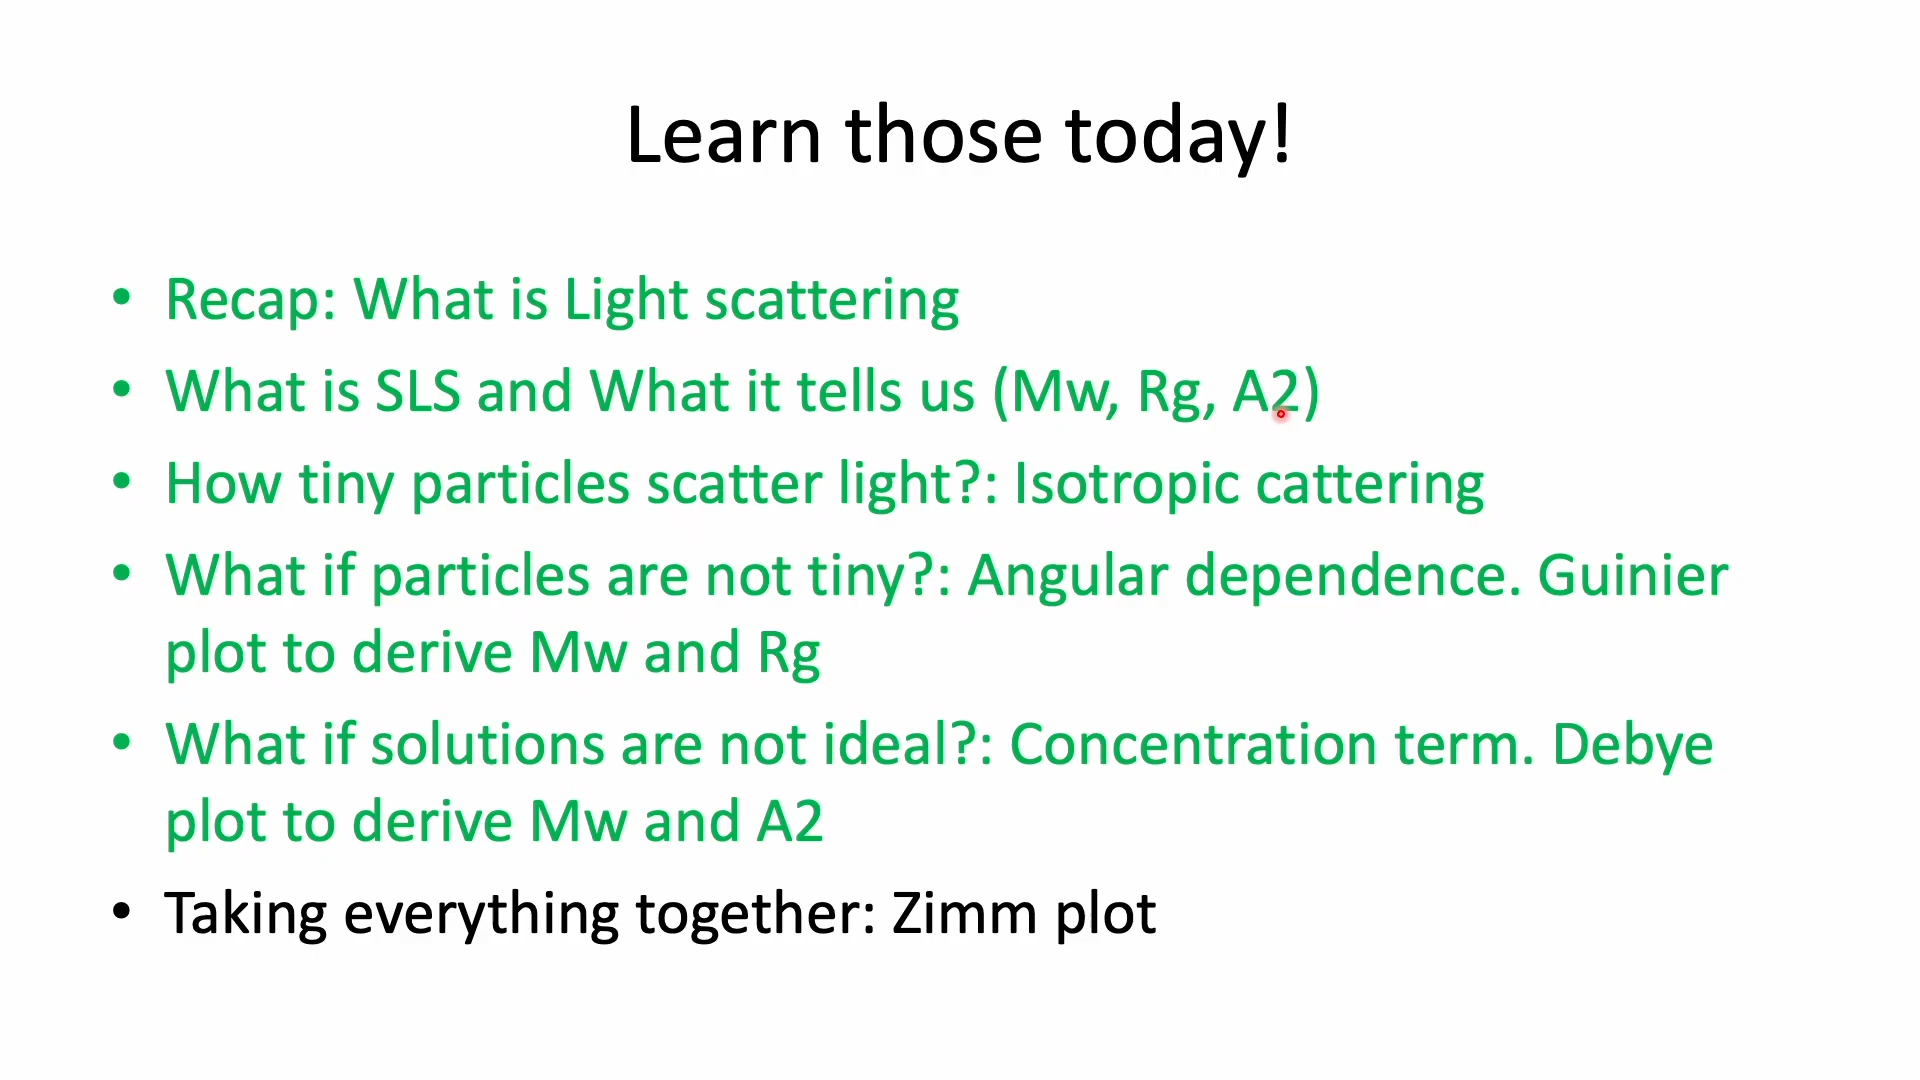 Learn those today!
• Recap: What is Light scattering
• What is SLS and What it tells us (Mw, Rg, A2)
• How tiny particles scatter light?: Isotropic cattering
• What if particles are not tiny?: Angular dependence. Guinier
plot to derive Mw and Rg
• What if solutions are not ideal?: Concentration term. Debye
plot to derive Mw and A2
• Taking everything together: Zimm plot